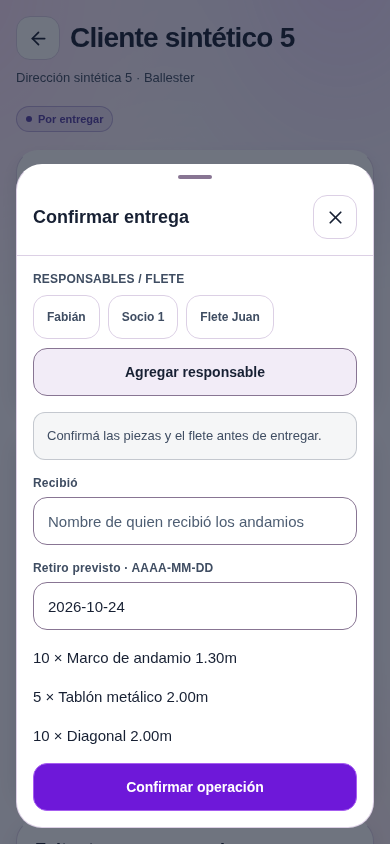 Cliente sintético 5
Dirección sintética 5 · Ballester
Por entregar
Confirmar entrega
RESPONSABLES / FLETE
Fabián
Socio 1
Flete Juan
Agregar responsable
Confirmá las piezas y el flete antes de entregar.
Recibió
Nombre de quien recibió los andamios
Retiro previsto · AAAA-MM-DD
2026-10-24
10 × Marco de andamio 1.30m
5 × Tablón metálico 2.00m
10 × Diagonal 2.00m
Confirmar operación